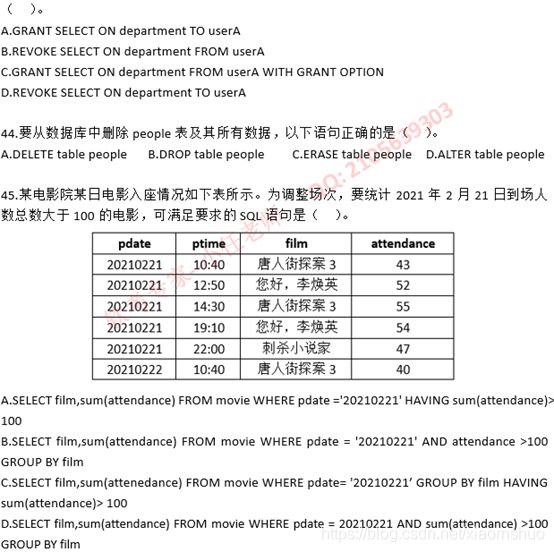 （　）。
A.GRANT SELECT ON department TO userA
B.REVOKE SELECT ON department FROM userA
C.GRANT SELECT ON department FROM userA WITH GRANT OPTION
D.REVOKE SELECT ON department TO userA
44.要从数据库中删除 people 表及其所有数据，以下语句正确的是（　）。
A.DELETE table people B.DROP table people C.ERASE table people D.ALTER table people
45.某电影院某日电影入座情况如下表所示。为调整场次，要统计 2021 年 2 月 21 日到场人
数总数大于 100 的电影，可满足要求的 SQL 语句是（　）。
pdate ptime film attendance
20210221 10:40 唐人街探案 3 43
20210221 12:50 您好，李焕英 52
20210221 14:30 唐人街探案 3 55
20210221 19:10 您好，李焕英 54
20210221 22:00 刺杀小说家 47
20210222 10:40 唐人街探案 3 40
A.SELECT film,sum(attendance) FROM movie WHERE pdate ='20210221' HAVING sum(attendance)>
100
B.SELECT film,sum(attendance) FROM movie WHERE pdate = '20210221' AND attendance >100
GROUP BY film
C.SELECT film,sum(attenedance) FROM movie WHERE pdate= '20210221’ GROUP BY film HAVING
sum(attendance)> 100
D.SELECT film,sum(attendance) FROM movie WHERE pdate = 20210221 AND sum(attendance) >100
GROUP BY film
QQ: 2105639303
https://blog.csdn.net/xiaomshuo